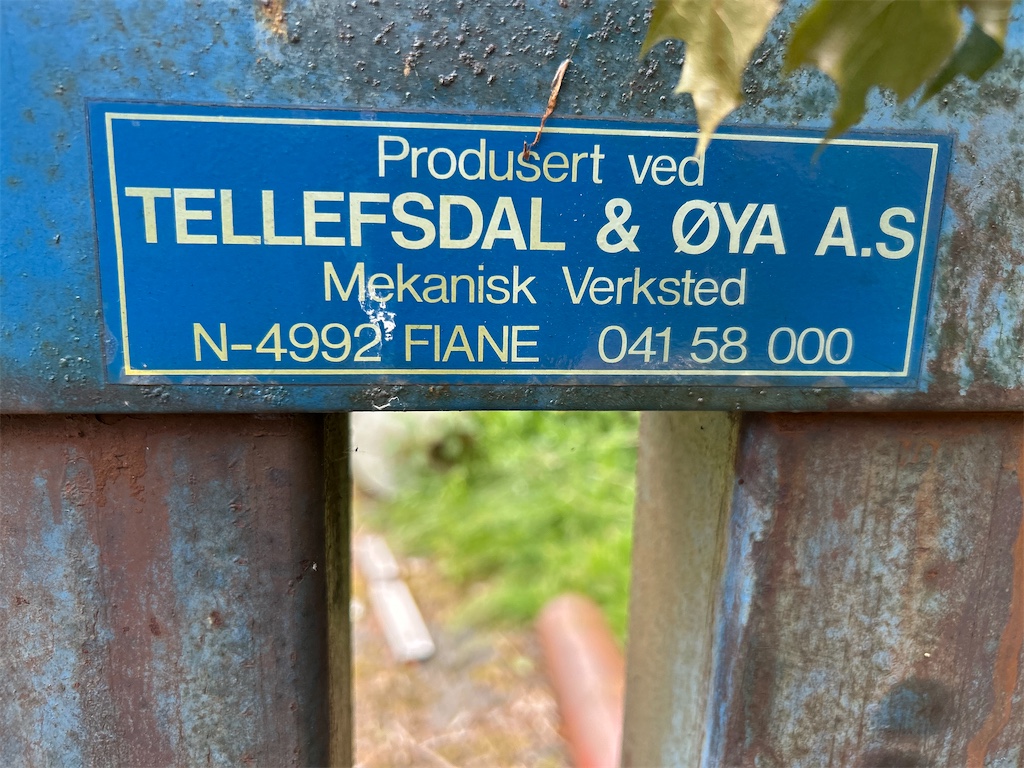 Produsert ved
TELLEFSDAL & ØYA A.S
Mekanisk Verksted
N-4992 FIANE 041 58 000